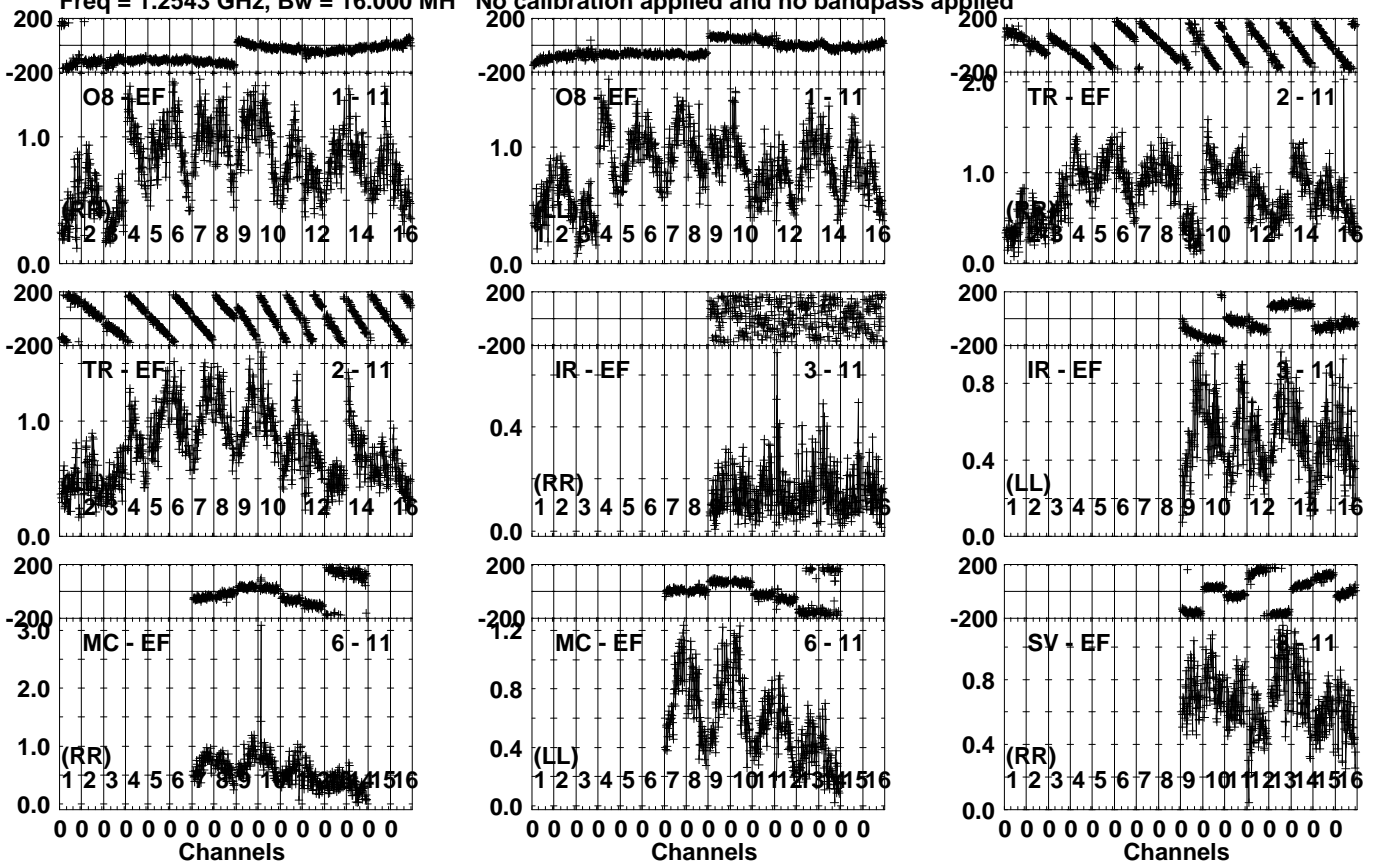 Freq = 1.2543 GHz, Bw = 16.000 MH No calibration applied and no bandpass applied
200
-200
O8 - EF 1 - 11
1.0
(RR)
1 2 3 4 5 6 7 8 9 10 12 14 16
0.0
200
-200
O8 - EF 1 - 11
1.0
(LL)
1 2 3 4 5 6 7 8 9 10 12 14 16
0.0
200
-200
2.0
TR - EF 2 - 11
1.0
(RR)
2 3 4 5 6 7 8 9 10 12 14 16
0.0
200
-200
TR - EF 2 - 11
1.0
1 2 3 4 5 6 7 8 9 10 12 14 16
0.0
200
-200
IR - EF 3 - 11
0.4
(RR)
1 2 3 4 5 6 7 8 16
0.0
200
-200
IR - EF 3 - 11
0.8
0.4
(LL)
1 2 3 4 5 6 7 8 9 10 12 14 16
0.0
200
-200
3.0
MC - EF 6 - 11
2.0
1.0
(RR)
1 2 3 4 5 6 7 8 9 10 14 15 16
0.0
200
-200
1.2
MC - EF 6 - 11
0.8
0.4
(LL)
1 2 3 4 5 6 7 8 9 10 11 12 13 14 15 16
0.0
200
-200
SV - EF 8 - 11
0.8
0.4
(RR)
1 2 3 4 5 6 7 8 9 10 11 12 13 14 15 16
0.0
0 0 0 0 0 0 0 0 0 0 0 0 0 0 0 0
Channels
0 0 0 0 0 0 0 0 0 0 0 0 0 0 0 0
Channels
0 0 0 0 0 0 0 0 0 0 0 0 0 0 0 0
Channels